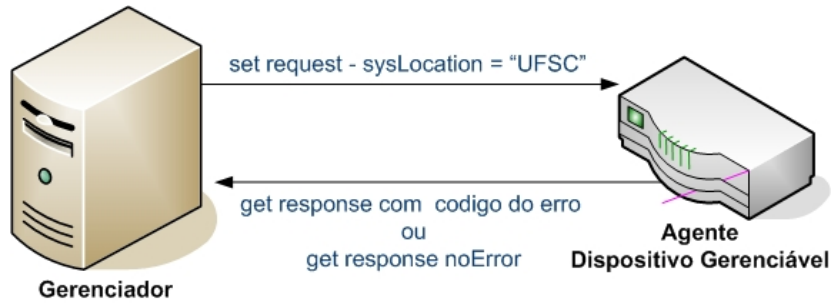 set request - sysLocation = “UFSC”
get response com codigo do erro
ou
get response noError
Agente
Dispositivo Gerenciável
Gerenciador